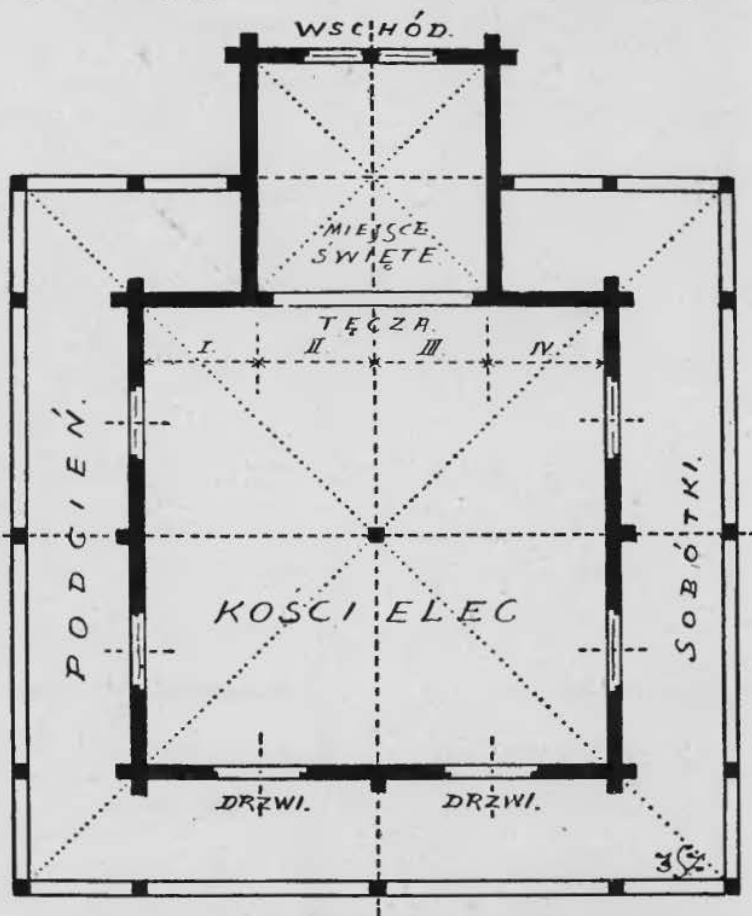 WSCHÓD.
MIEJSCE
ŚWIĘTE
TĘCZA.
I II III IV.
PODCIEŃ.
SOBÓTKI.
KOŚCIELEC
DRZWI. DRZWI.